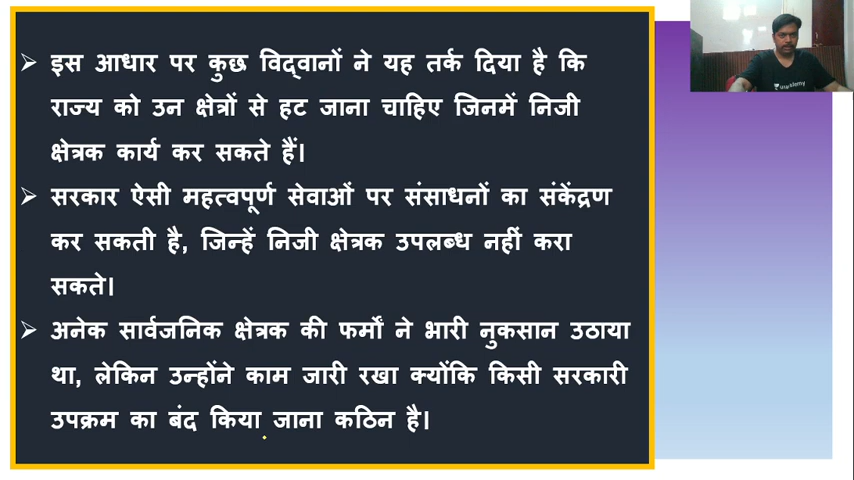 ➢ इस आधार पर कुछ विद्वानों ने यह तर्क दिया है कि
राज्य को उन क्षेत्रों से हट जाना चाहिए जिनमें निजी
क्षेत्रक कार्य कर सकते हैं।
➢ सरकार ऐसी महत्वपूर्ण सेवाओं पर संसाधनों का संकेंद्रण
कर सकती है, जिन्हें निजी क्षेत्रक उपलब्ध नहीं करा
सकते।
➢ अनेक सार्वजनिक क्षेत्रक की फर्मों ने भारी नुकसान उठाया
था, लेकिन उन्होंने काम जारी रखा क्योंकि किसी सरकारी
उपक्रम का बंद किया जाना कठिन है।